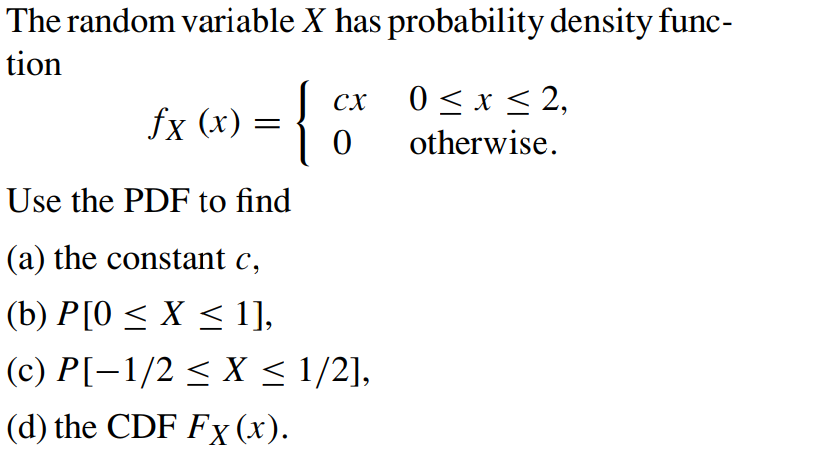 The random variable X has probability density func-
tion
f_X (x) = { cx 0 ≤ x ≤ 2,
0 otherwise.
Use the PDF to find
(a) the constant c,
(b) P[0 ≤ X ≤ 1],
(c) P[−1/2 ≤ X ≤ 1/2],
(d) the CDF F_X(x).